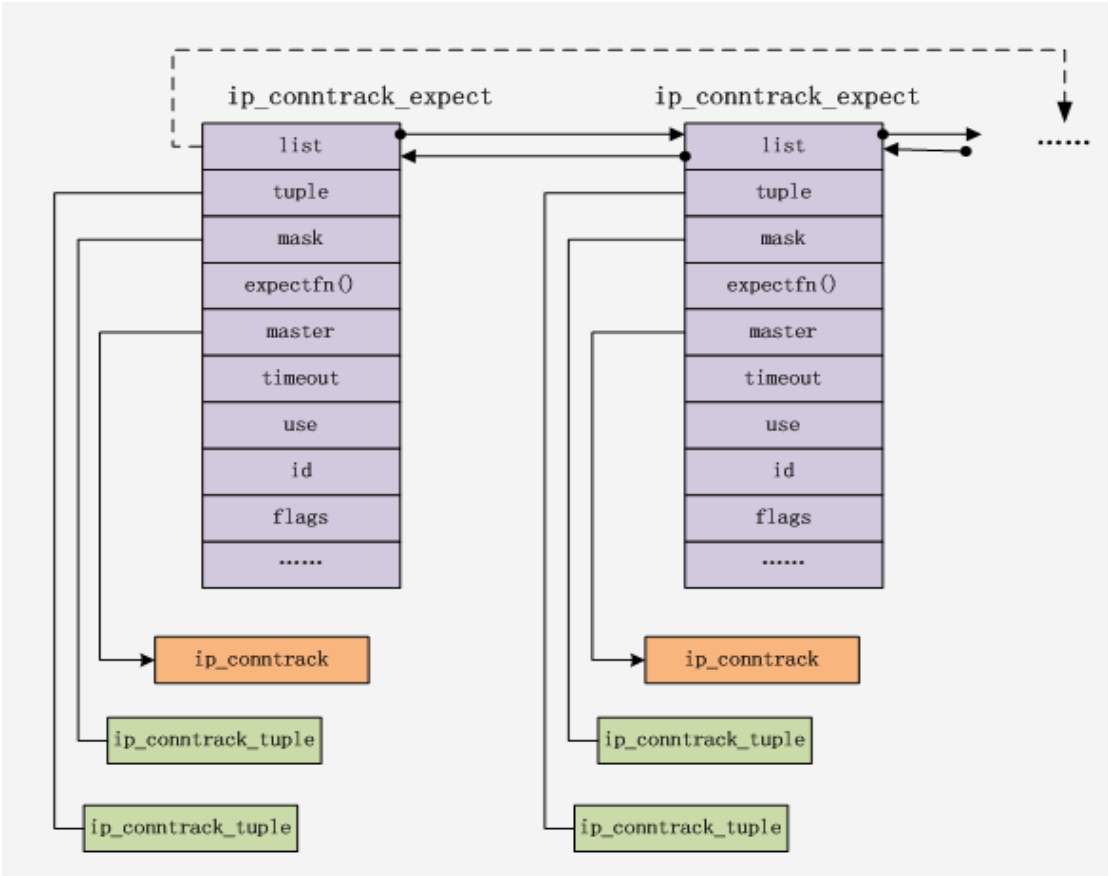 ip_conntrack_expect
list
tuple
mask
expectfn()
master
timeout
use
id
flags
……
ip_conntrack
ip_conntrack_tuple
ip_conntrack_tuple
ip_conntrack_expect
list
tuple
mask
expectfn()
master
timeout
use
id
flags
……
ip_conntrack
ip_conntrack_tuple
ip_conntrack_tuple
……